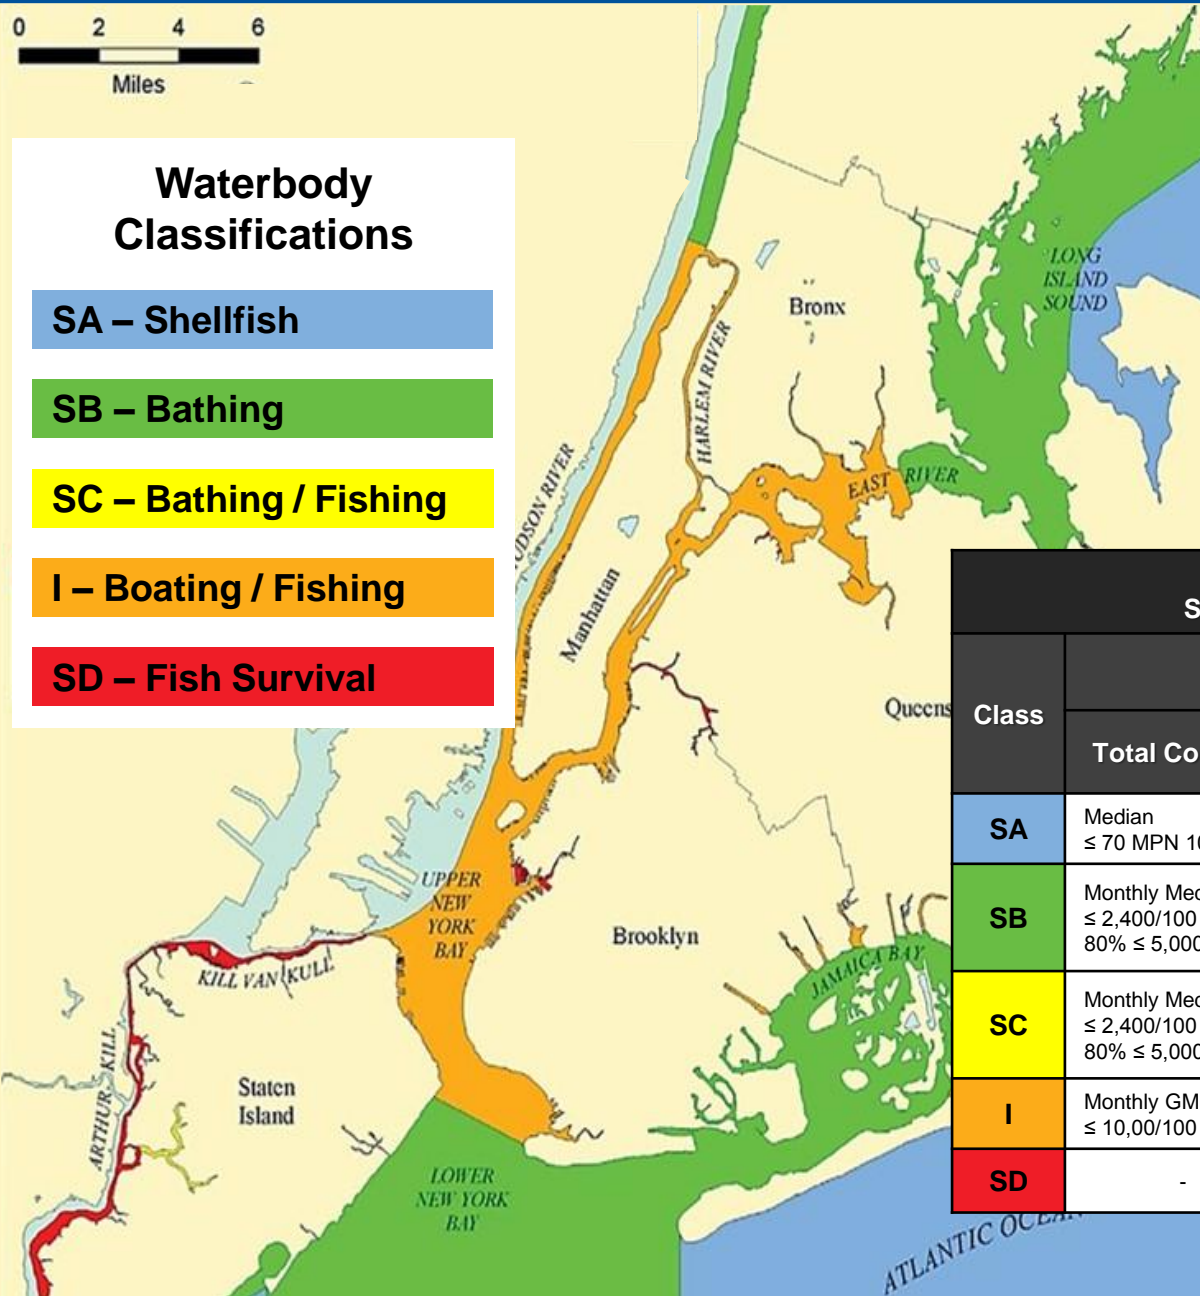 0 2 4 6
Miles
Waterbody
Classifications
SA – Shellfish
SB – Bathing
SC – Bathing / Fishing
I – Boating / Fishing
SD – Fish Survival
LONG
ISLAND
SOUND
Bronx
HARLEM RIVER
HUDSON RIVER
EAST RIVER
Manhattan
Queens
UPPER
NEW
YORK
BAY
Brooklyn
JAMAICA BAY
KILL VAN KULL
ARTHUR KILL
Staten
Island
LOWER
NEW YORK
BAY
ATLANTIC OCEAN
S
Class
Total Co
SA
Median
≤ 70 MPN 10
SB
Monthly Med
≤ 2,400/100
80% ≤ 5,000
SC
Monthly Med
≤ 2,400/100
80% ≤ 5,000
I
Monthly GM
≤ 10,00/100
SD
-